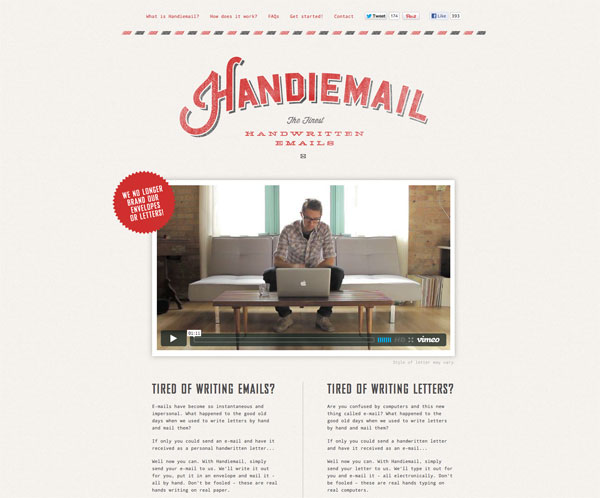 What is Handiemail? How does it work? FAQs Get started! Contact Tweet 174 Pin it Like 393
HANDIEMAIL
The Finest
HANDWRITTEN
EMAILS
WE NO LONGER
BRAND OUR
ENVELOPES
OR LETTERS!
01:11
HD vimeo
Style of letter may vary
TIRED OF WRITING EMAILS?
E-mails have become so instantaneous and
impersonal. What happened to the good old
days when we used to write letters by hand
and mail them?
If only you could send an e-mail and have it
received as a personal handwritten letter...
Well now you can. With Handiemail, simply
send your e-mail to us. We'll write it out
for you, put it in an envelope and mail it -
all by hand. Don't be fooled - these are real
hands writing on real paper.
TIRED OF WRITING LETTERS?
Are you confused by computers and this new
thing called e-mail? What happened to the
good old days when we used to write letters
by hand and mail them?
If only you could send a handwritten letter
and have it received as an e-mail...
Well now you can. With Handiemail, simply
send your letter to us. We'll type it out for
you and e-mail it - all electronically. Don't
be fooled - these are real hands typing on
real computers.